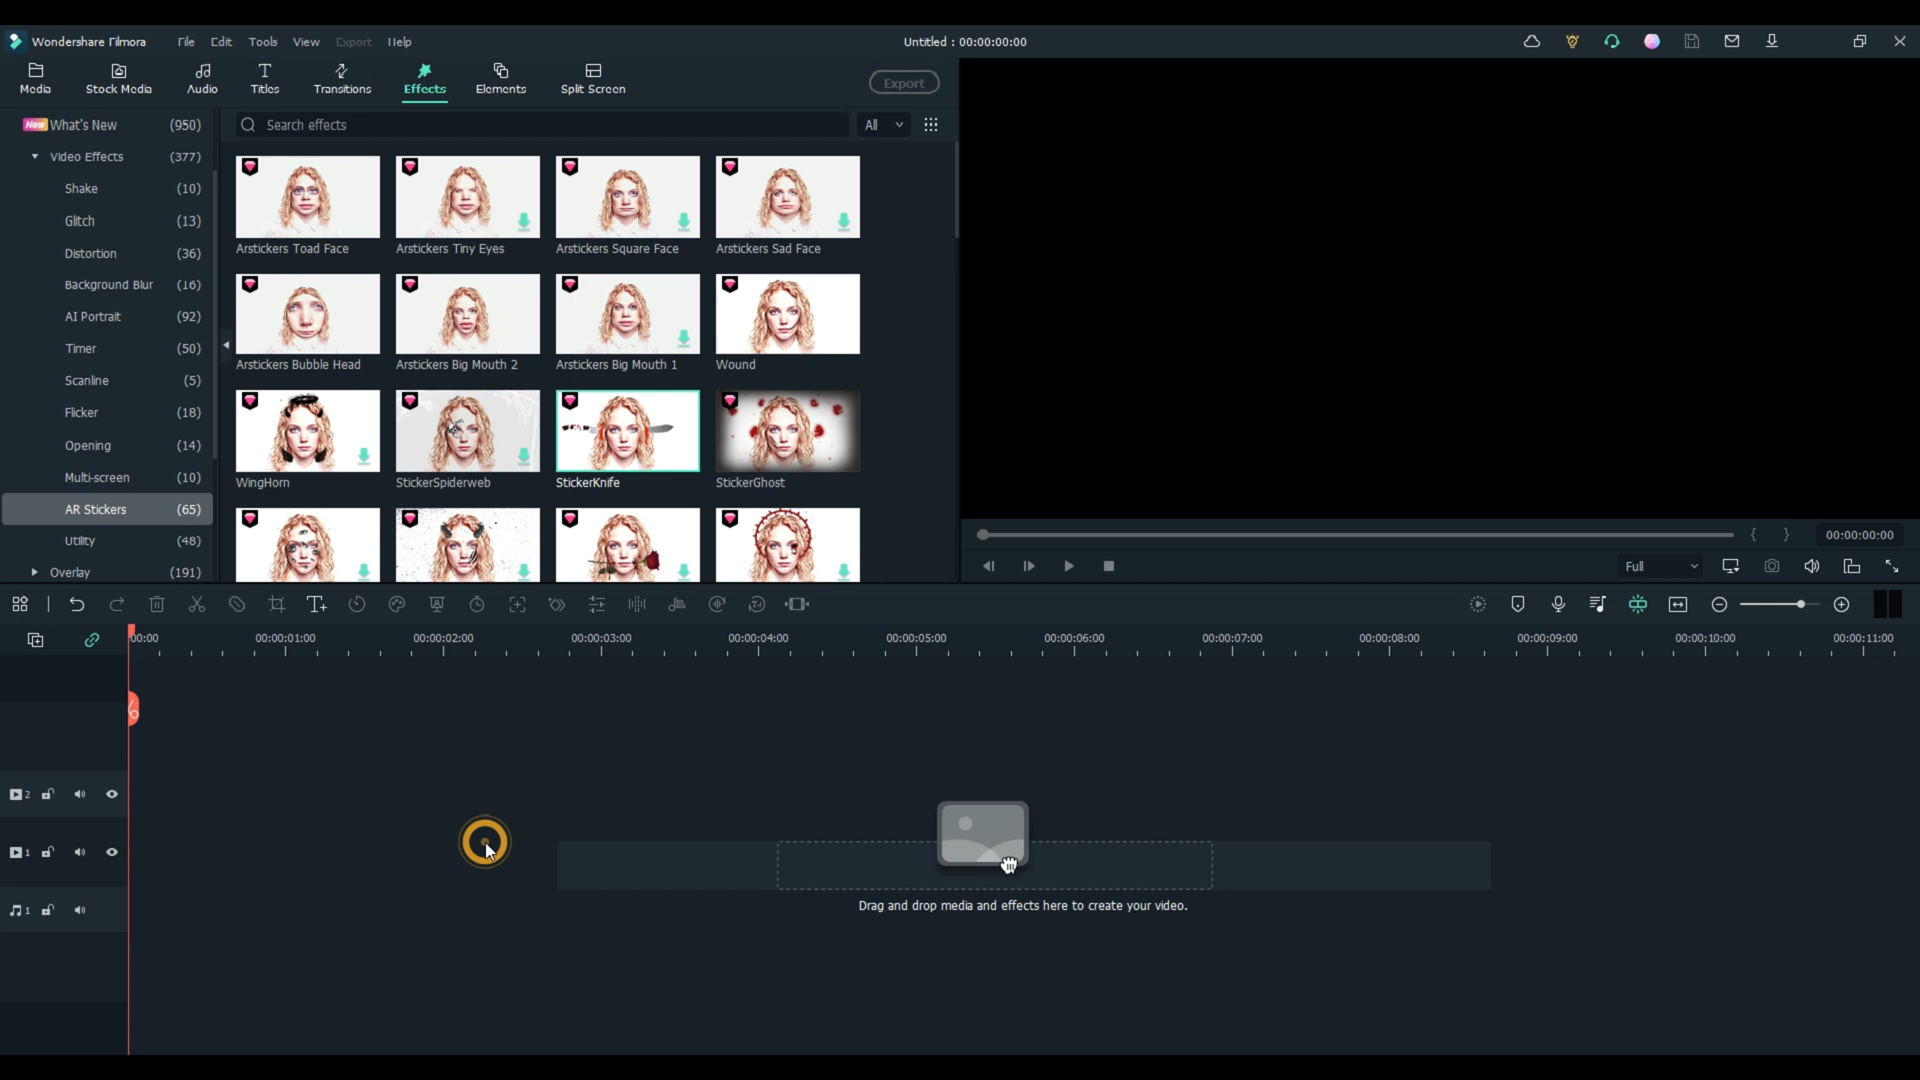 Wondershare Filmora File Edit Tools View Export Help Untitled : 00:00:00:00
Media Stock Media Audio Titles Transitions Effects Elements Split Screen Export
New What's New (950)
Search effects All
Video Effects (377)
Shake (10)
Glitch (13)
Distortion (36)
Background Blur (16)
AI Portrait (92)
Timer (50)
Scanline (5)
Flicker (18)
Opening (14)
Multi-screen (10)
AR Stickers (65)
Utility (48)
Overlay (191)
Arstickers Toad Face Arstickers Tiny Eyes Arstickers Square Face Arstickers Sad Face
Arstickers Bubble Head Arstickers Big Mouth 2 Arstickers Big Mouth 1 Wound
WingHorn StickerSpiderweb StickerKnife StickerGhost
{ } 00:00:00:00
Full
00:00 00:00:01:00 00:00:02:00 00:00:03:00 00:00:04:00 00:00:05:00 00:00:06:00 00:00:07:00 00:00:08:00 00:00:09:00 00:00:10:00 00:00:11:00
2
1
1
Drag and drop media and effects here to create your video.